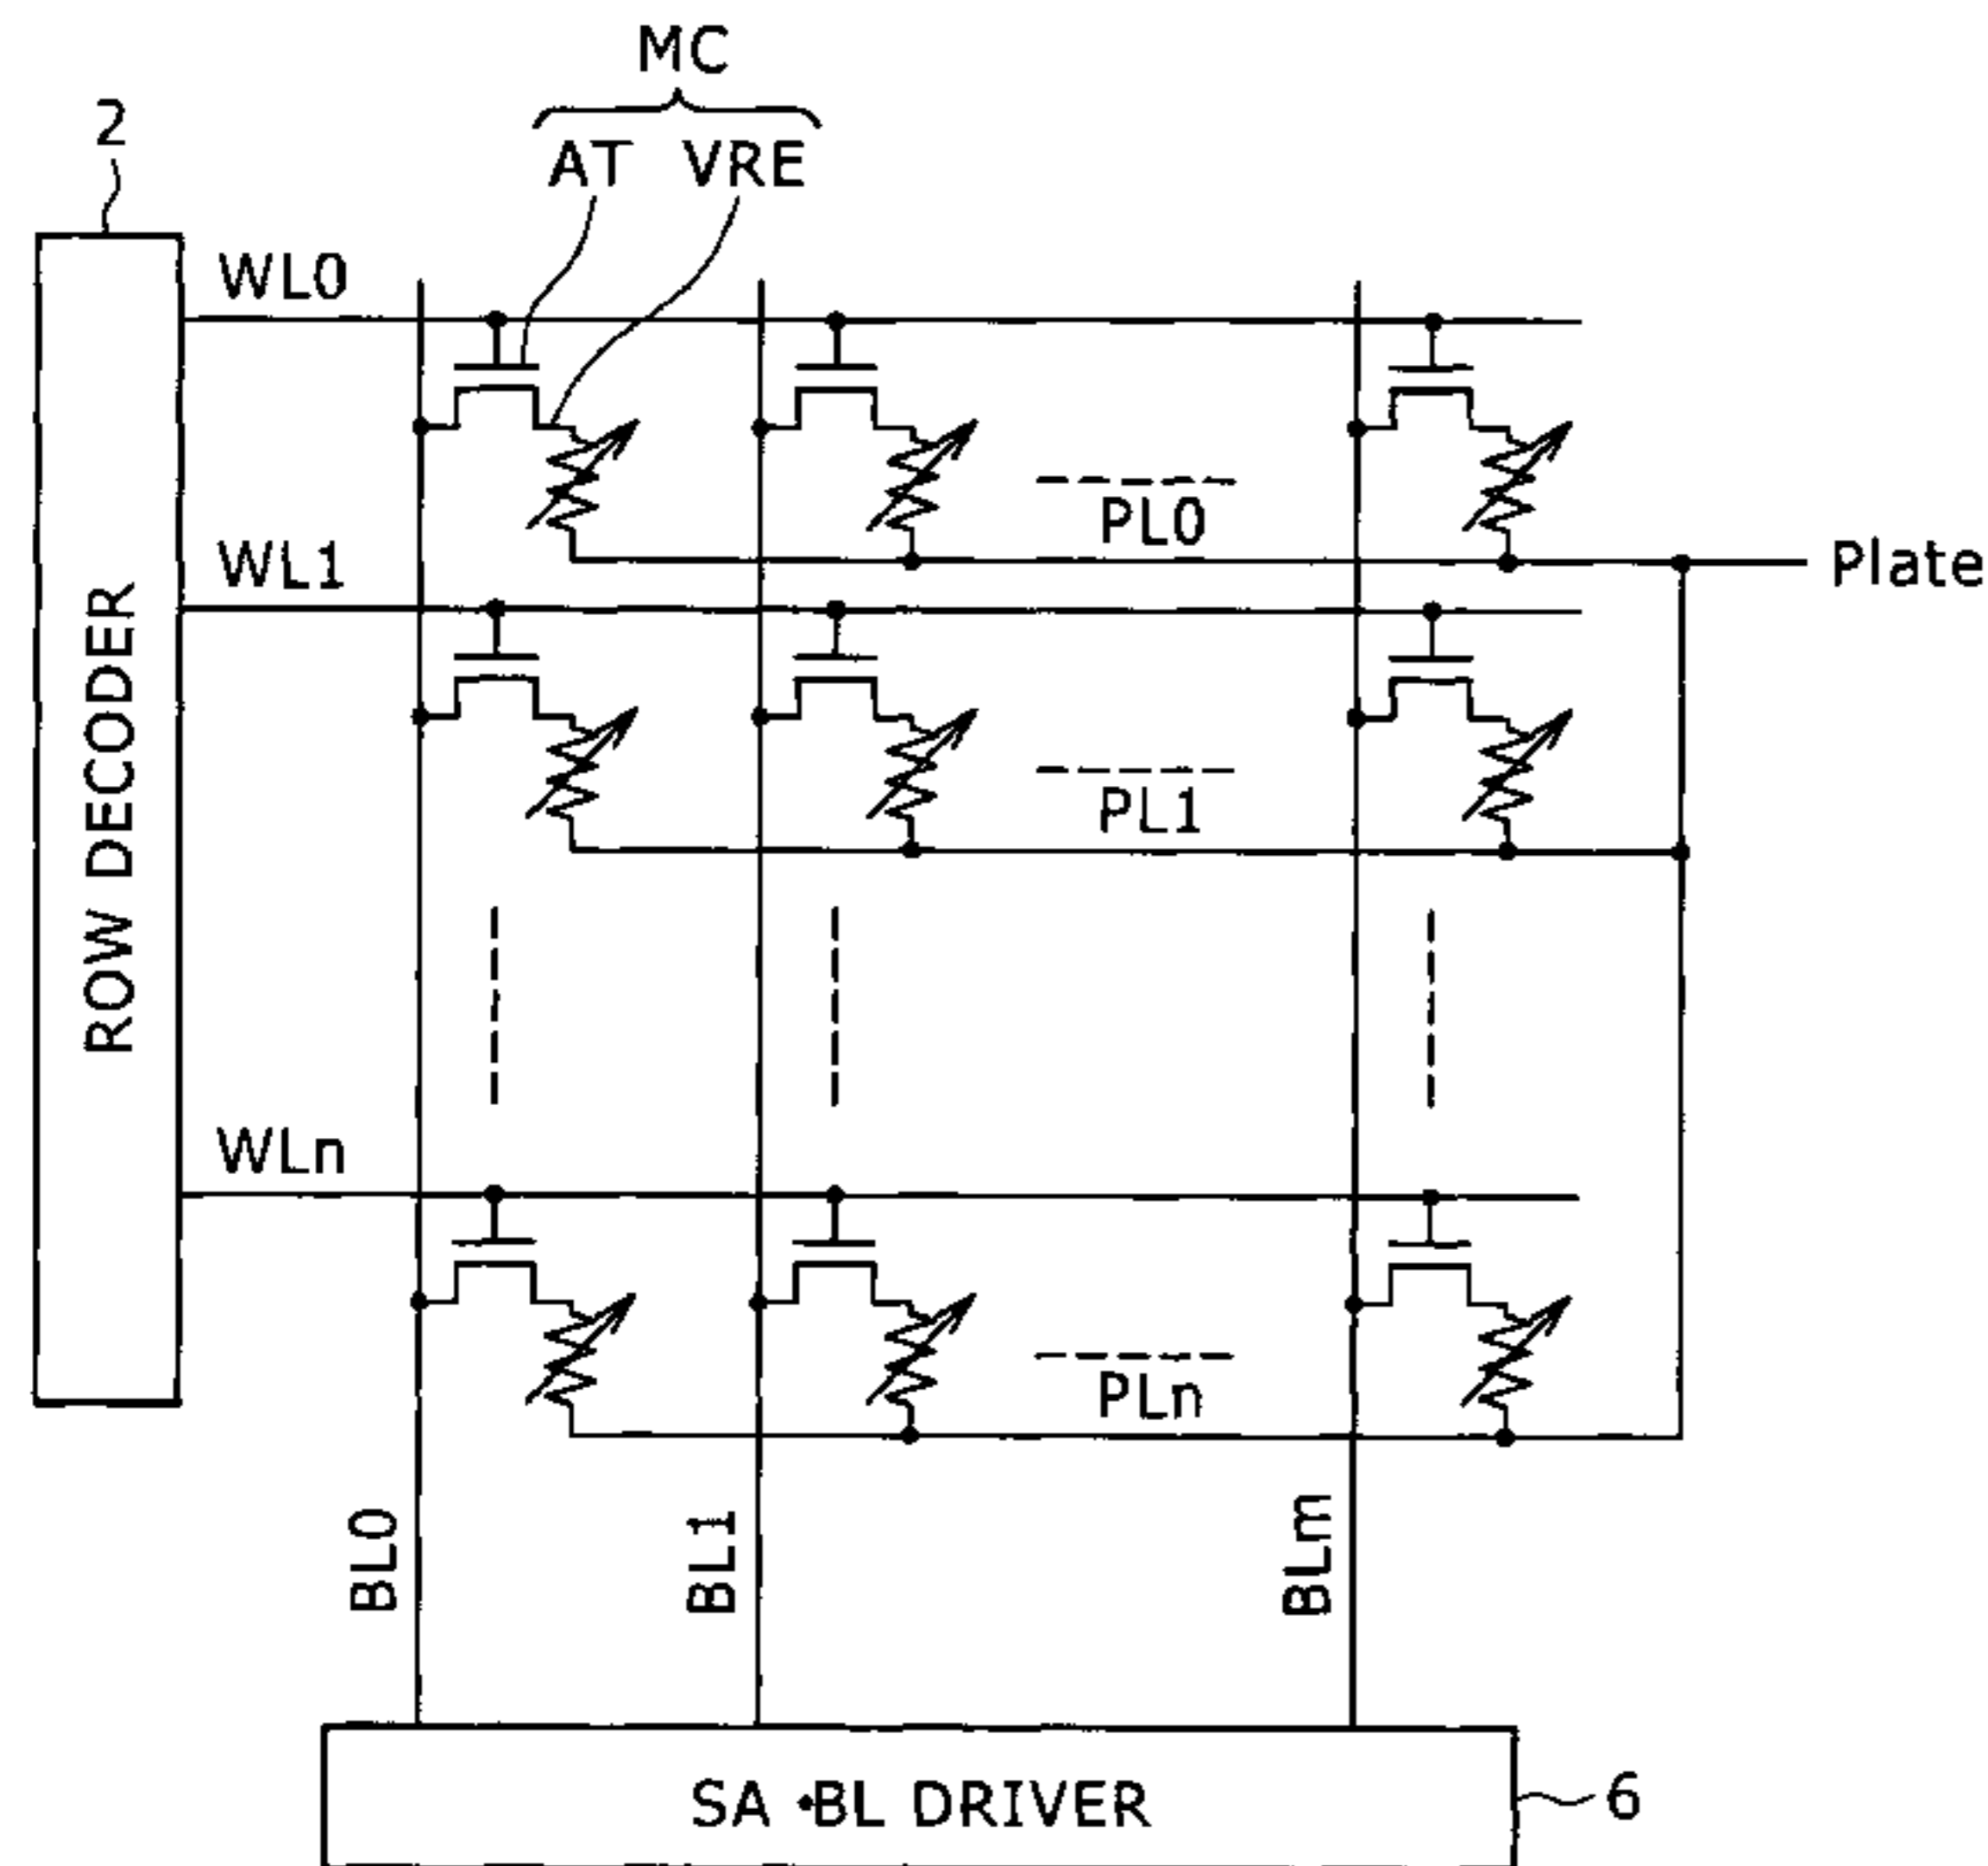 MC
2
AT VRE
WL0
PL0
Plate
WL1
PL1
ROW DECODER
WLn
PLn
BL0
BL1
BLm
SA •BL DRIVER
6